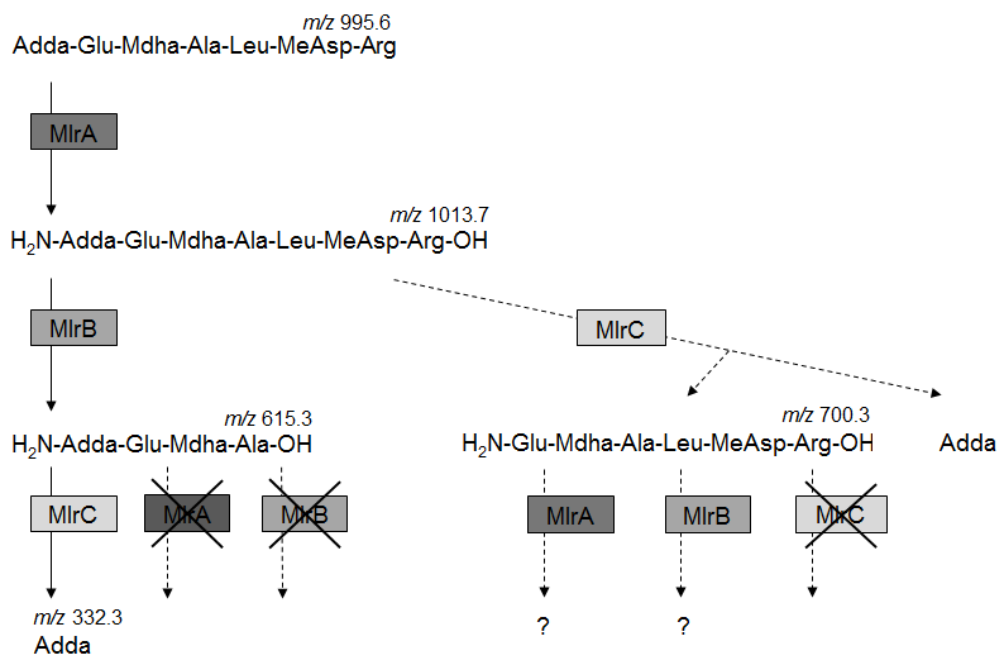 m/z 995.6
Adda-Glu-Mdha-Ala-Leu-MeAsp-Arg
MlrA
m/z 1013.7
H₂N-Adda-Glu-Mdha-Ala-Leu-MeAsp-Arg-OH
MlrB
MlrC
m/z 615.3
m/z 700.3
H₂N-Adda-Glu-Mdha-Ala-OH
H₂N-Glu-Mdha-Ala-Leu-MeAsp-Arg-OH
Adda
MlrC
MlrA
MlrB
MlrA
MlrB
MlrC
m/z 332.3
Adda
?
?